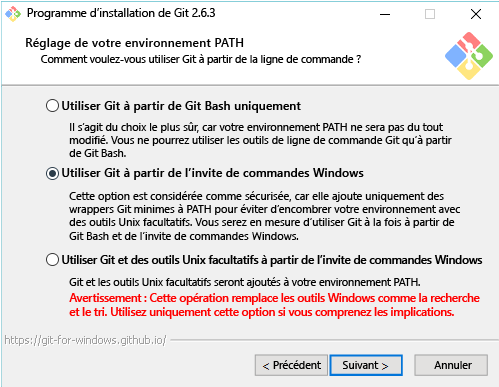 Programme d'installation de Git 2.6.3
Réglage de votre environnement PATH
Comment voulez-vous utiliser Git à partir de la ligne de commande ?
Utiliser Git à partir de Git Bash uniquement
Il s'agit du choix le plus sûr, car votre environnement PATH ne sera pas du tout
modifié. Vous ne pourrez utiliser les outils de ligne de commande Git qu'à partir
de Git Bash.
Utiliser Git à partir de l'invite de commandes Windows
Cette option est considérée comme sécurisée, car elle ajoute uniquement des
wrappers Git minimes à PATH pour éviter d'encombrer votre environnement avec
des outils Unix facultatifs. Vous serez en mesure d'utiliser Git à la fois à partir de
Git Bash et de l'invite de commandes Windows.
Utiliser Git et des outils Unix facultatifs à partir de l'invite de commandes Windows
Git et les outils Unix facultatifs seront ajoutés à votre environnement PATH.
Avertissement : Cette opération remplace les outils Windows comme la recherche
et le tri. Utilisez uniquement cette option si vous comprenez les implications.
https://git-for-windows.github.io/
< Précédent Suivant > Annuler